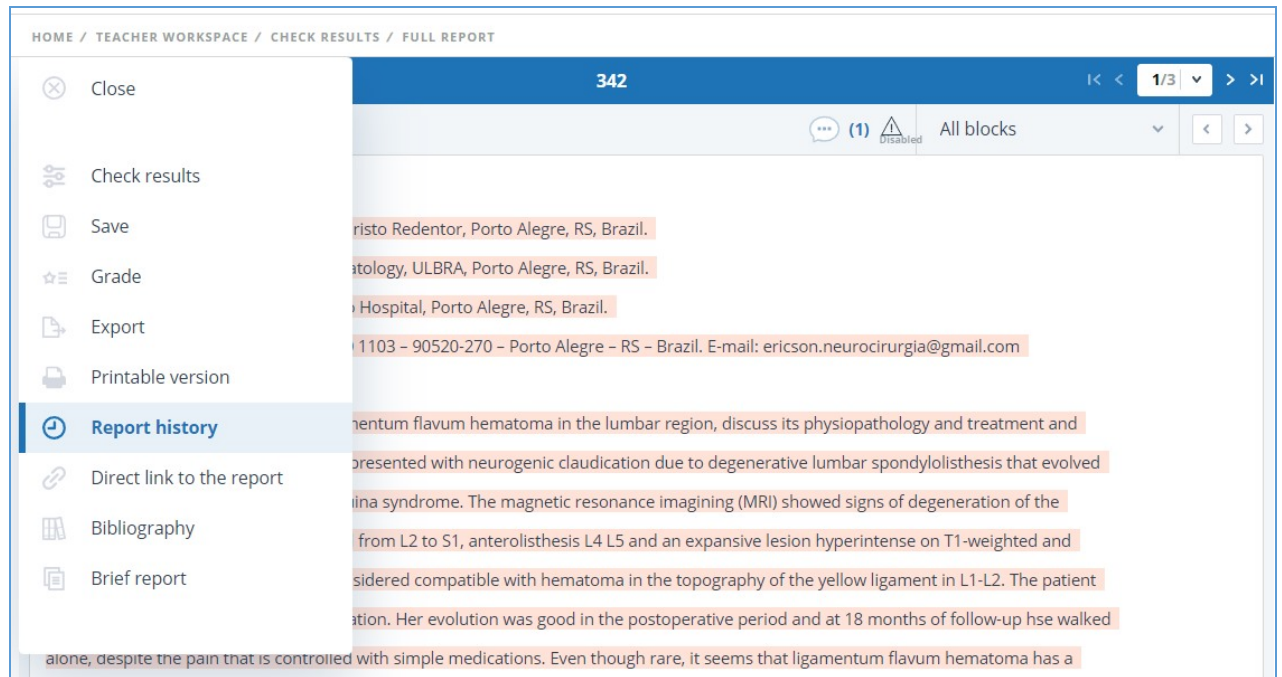 HOME / TEACHER WORKSPACE / CHECK RESULTS / FULL REPORT
Close
342
1/3
(1)
Disabled
All blocks
Check results
Save
Grade
Export
Printable version
Report history
Direct link to the report
Bibliography
Brief report
risto Redentor, Porto Alegre, RS, Brazil.
atology, ULBRA, Porto Alegre, RS, Brazil.
Hospital, Porto Alegre, RS, Brazil.
1103 – 90520-270 – Porto Alegre – RS – Brazil. E-mail: ericson.neurocirurgia@gmail.com
mentum flavum hematoma in the lumbar region, discuss its physiopathology and treatment and
presented with neurogenic claudication due to degenerative lumbar spondylolisthesis that evolved
ina syndrome. The magnetic resonance imagining (MRI) showed signs of degeneration of the
from L2 to S1, anterolisthesis L4 L5 and an expansive lesion hyperintense on T1-weighted and
sidered compatible with hematoma in the topography of the yellow ligament in L1-L2. The patient
ation. Her evolution was good in the postoperative period and at 18 months of follow-up hse walked
alone, despite the pain that is controlled with simple medications. Even though rare, it seems that ligamentum flavum hematoma has a